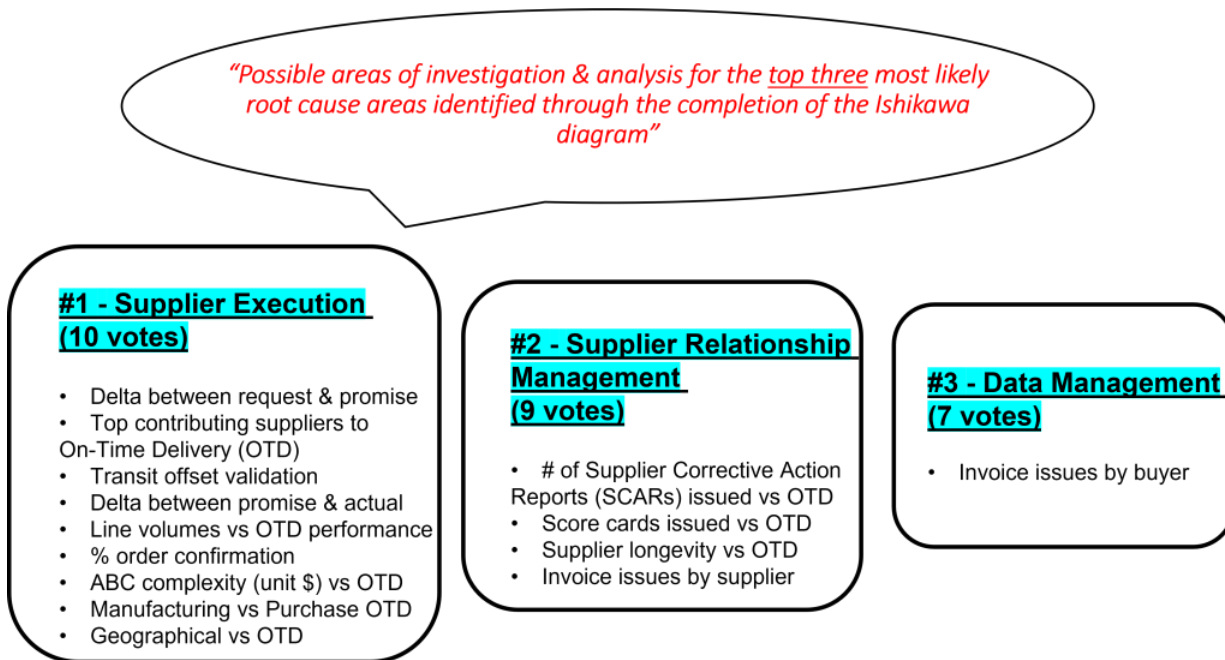 “Possible areas of investigation & analysis for the top three most likely
root cause areas identified through the completion of the Ishikawa
diagram”
#1 - Supplier Execution
(10 votes)
• Delta between request & promise
• Top contributing suppliers to
On-Time Delivery (OTD)
• Transit offset validation
• Delta between promise & actual
• Line volumes vs OTD performance
• % order confirmation
• ABC complexity (unit $) vs OTD
• Manufacturing vs Purchase OTD
• Geographical vs OTD
#2 - Supplier Relationship
Management
(9 votes)
• # of Supplier Corrective Action
Reports (SCARs) issued vs OTD
• Score cards issued vs OTD
• Supplier longevity vs OTD
• Invoice issues by supplier
#3 - Data Management
(7 votes)
• Invoice issues by buyer